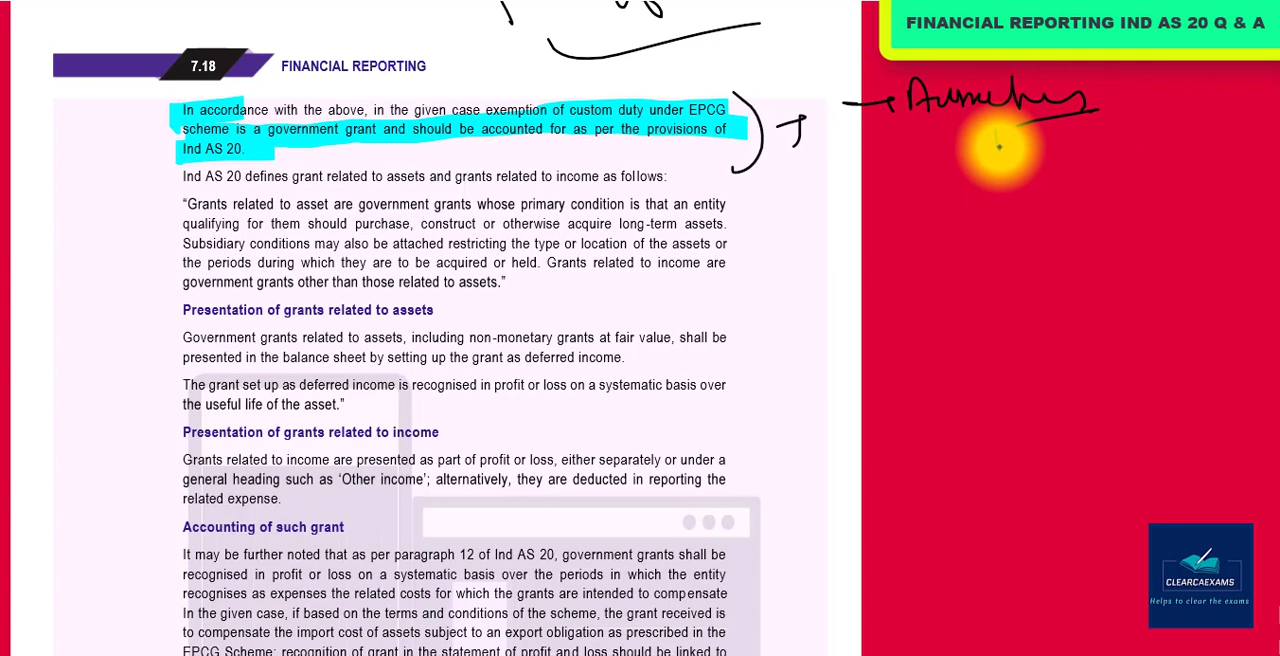 FINANCIAL REPORTING IND AS 20 Q & A
7.18 FINANCIAL REPORTING
In accordance with the above, in the given case exemption of custom duty under EPCG
scheme is a government grant and should be accounted for as per the provisions of
Ind AS 20.
Ind AS 20 defines grant related to assets and grants related to income as follows:
“Grants related to asset are government grants whose primary condition is that an entity
qualifying for them should purchase, construct or otherwise acquire long-term assets.
Subsidiary conditions may also be attached restricting the type or location of the assets or
the periods during which they are to be acquired or held. Grants related to income are
government grants other than those related to assets.”
Presentation of grants related to assets
Government grants related to assets, including non-monetary grants at fair value, shall be
presented in the balance sheet by setting up the grant as deferred income.
The grant set up as deferred income is recognised in profit or loss on a systematic basis over
the useful life of the asset.”
Presentation of grants related to income
Grants related to income are presented as part of profit or loss, either separately or under a
general heading such as ‘Other income’; alternatively, they are deducted in reporting the
related expense.
Accounting of such grant
It may be further noted that as per paragraph 12 of Ind AS 20, government grants shall be
recognised in profit or loss on a systematic basis over the periods in which the entity
recognises as expenses the related costs for which the grants are intended to compensate
In the given case, if based on the terms and conditions of the scheme, the grant received is
to compensate the import cost of assets subject to an export obligation as prescribed in the
EPCG Scheme; recognition of grant in the statement of profit and loss should be linked to
CLEARCAEXAMS
Helps to clear the exams